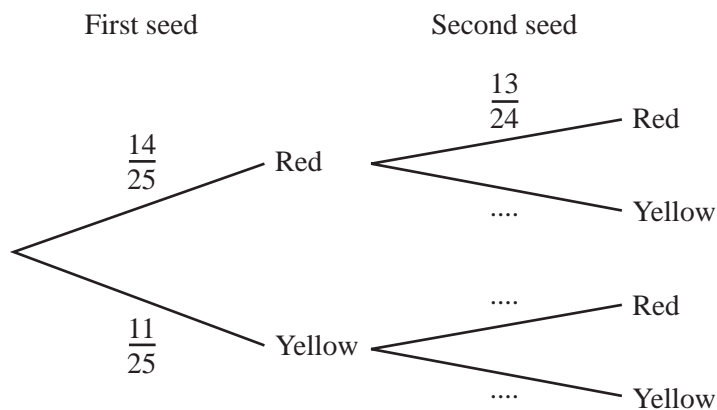 First seed Second seed
13
24
Red
14
25
Red
....
Yellow
....
Red
11
25
Yellow
....
Yellow